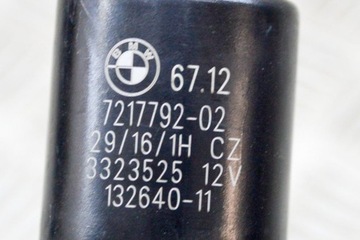 BMW
67.12
7217792-02
29/16/1H CZ
3323525 12V
132640-11